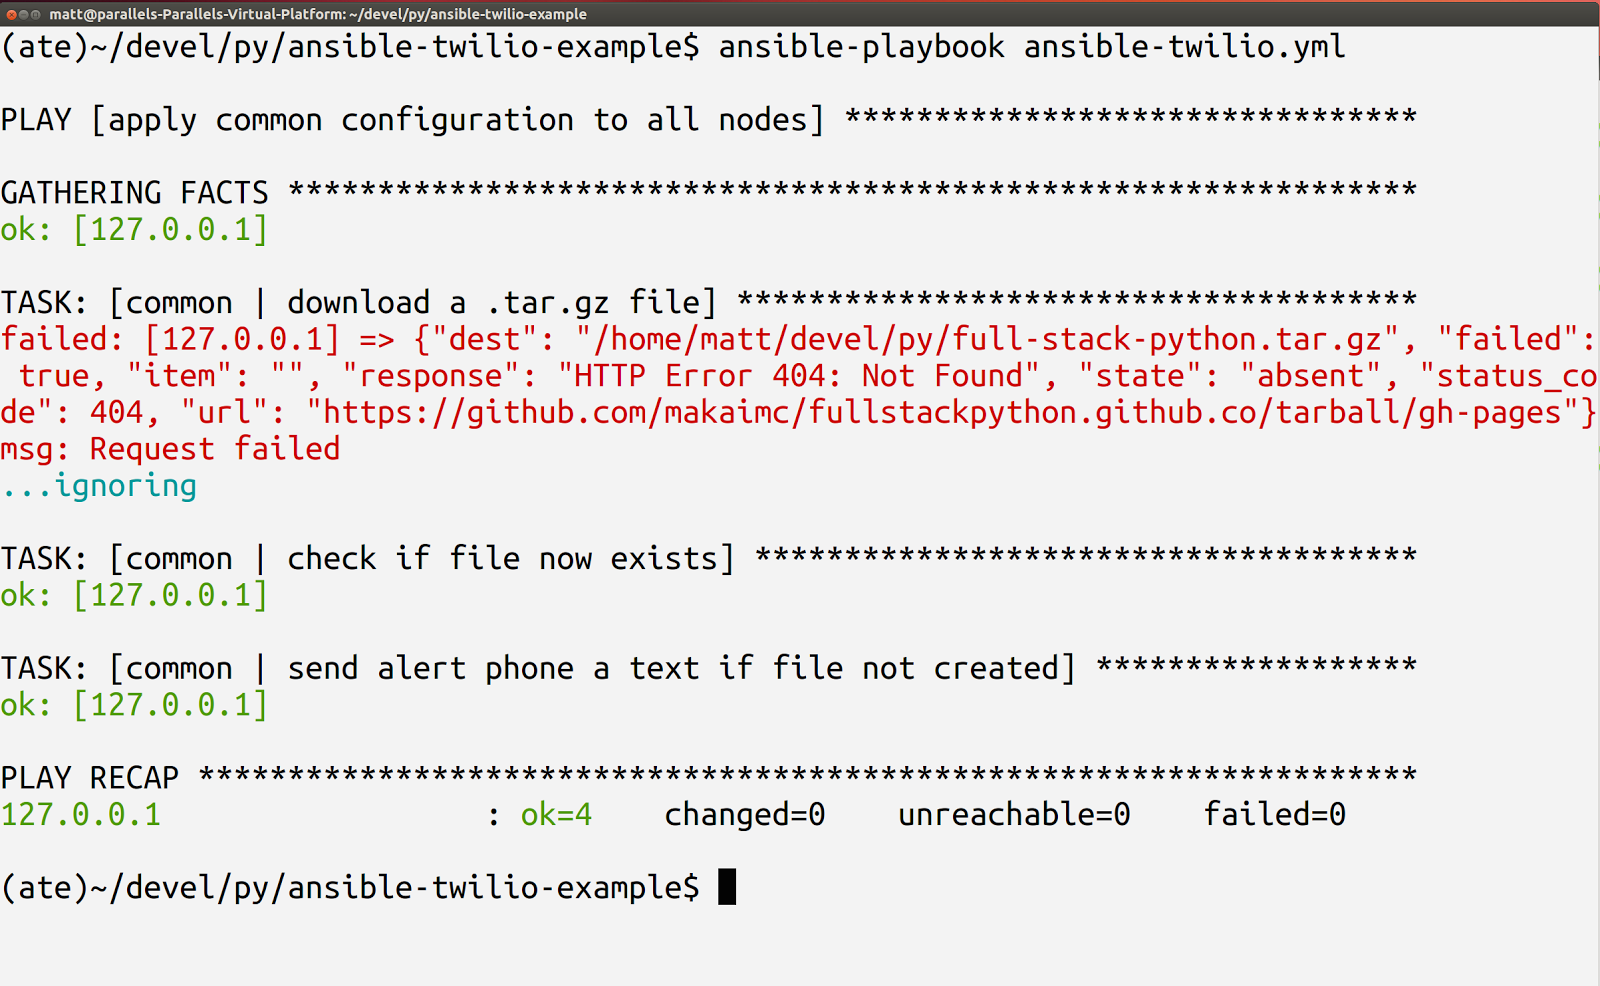 matt@parallels-Parallels-Virtual-Platform: ~/devel/py/ansible-twilio-example
(ate)~/devel/py/ansible-twilio-example$ ansible-playbook ansible-twilio.yml
PLAY [apply common configuration to all nodes] ********************************
GATHERING FACTS ***************************************************************
ok: [127.0.0.1]
TASK: [common | download a .tar.gz file] **************************************
failed: [127.0.0.1] => {"dest": "/home/matt/devel/py/full-stack-python.tar.gz", "failed":
 true, "item": "", "response": "HTTP Error 404: Not Found", "state": "absent", "status_co
de": 404, "url": "https://github.com/makaimc/fullstackpython.github.co/tarball/gh-pages"}
msg: Request failed
...ignoring
TASK: [common | check if file now exists] *************************************
ok: [127.0.0.1]
TASK: [common | send alert phone a text if file not created] ******************
ok: [127.0.0.1]
PLAY RECAP ********************************************************************
127.0.0.1                  : ok=4    changed=0    unreachable=0    failed=0
(ate)~/devel/py/ansible-twilio-example$